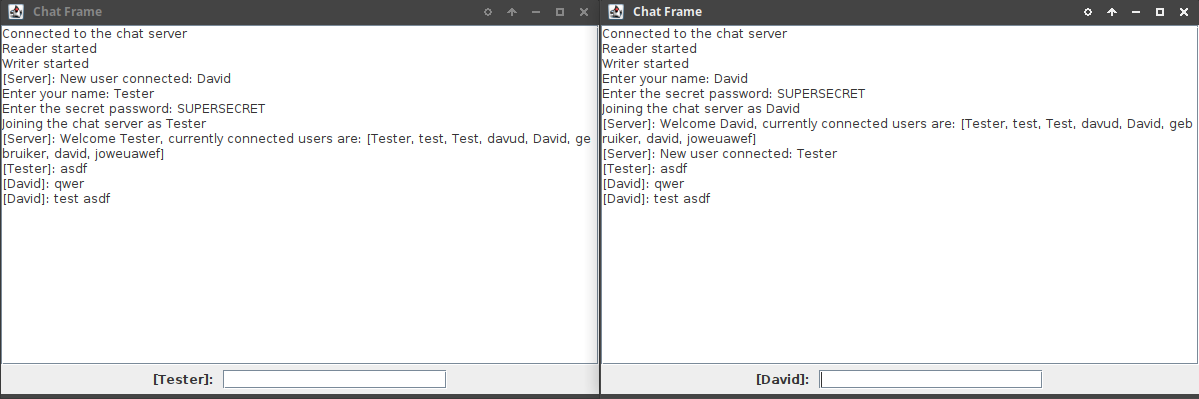 Chat Frame
Connected to the chat server
Reader started
Writer started
[Server]: New user connected: David
Enter your name: Tester
Enter the secret password: SUPERSECRET
Joining the chat server as Tester
[Server]: Welcome Tester, currently connected users are: [Tester, test, Test, davud, David, ge
bruiker, david, joweuawef]
[Tester]: asdf
[David]: qwer
[David]: test asdf
[Tester]:
Chat Frame
Connected to the chat server
Reader started
Writer started
Enter your name: David
Enter the secret password: SUPERSECRET
Joining the chat server as David
[Server]: Welcome David, currently connected users are: [Tester, test, Test, davud, David, geb
ruiker, david, joweuawef]
[Server]: New user connected: Tester
[Tester]: asdf
[David]: qwer
[David]: test asdf
[David]: